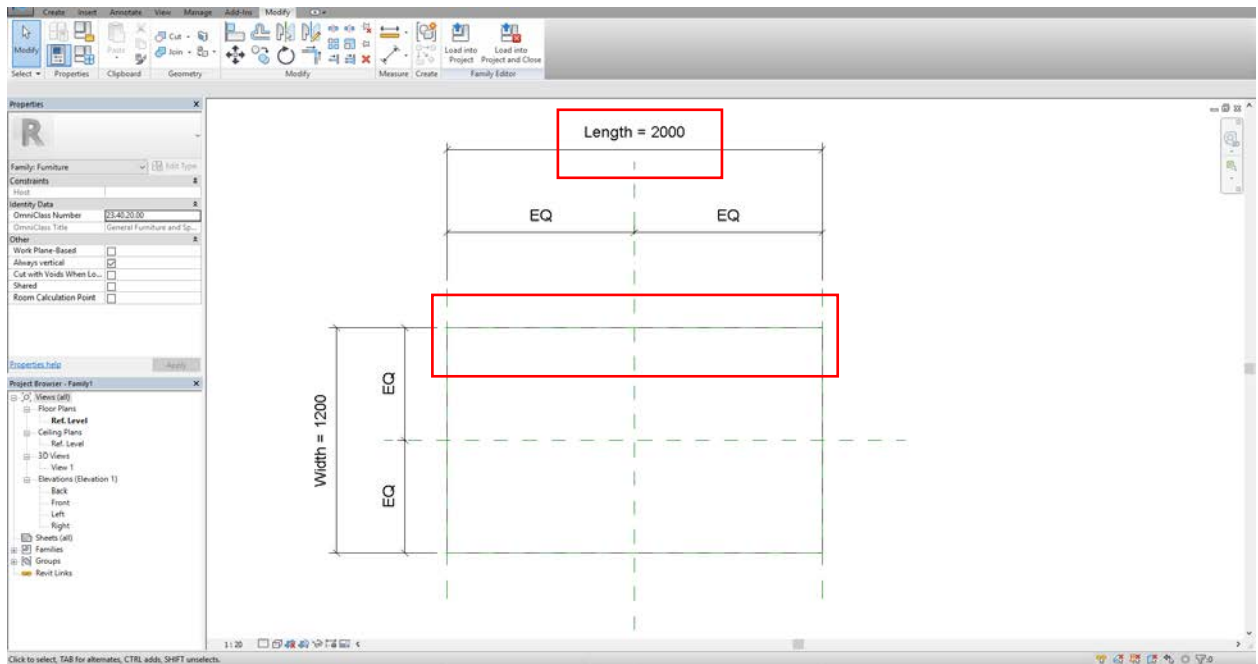 Create Insert Annotate View Manage Add-Ins Modify
Modify
Paste
Cut
Join
Load into Project
Load into Project and Close
Select Properties Clipboard Geometry Modify Measure Create Family Editor
Properties
R
Family: Furniture
Edit Type
Constraints
Host
Identity Data
OmniClass Number 23.40.20.00
OmniClass Title General Furniture and Sp...
Other
Work Plane-Based
Always vertical
Cut with Voids When Lo...
Shared
Room Calculation Point
Properties help
Apply
Project Browser - Family1
Views (all)
Floor Plans
Ref. Level
Ceiling Plans
Ref. Level
3D Views
View 1
Elevations (Elevation 1)
Back
Front
Left
Right
Sheets (all)
Families
Groups
Revit Links
Length = 2000
EQ EQ
Width = 1200
EQ
EQ
1 : 20
Click to select, TAB for alternates, CTRL adds, SHIFT unselects.
:0